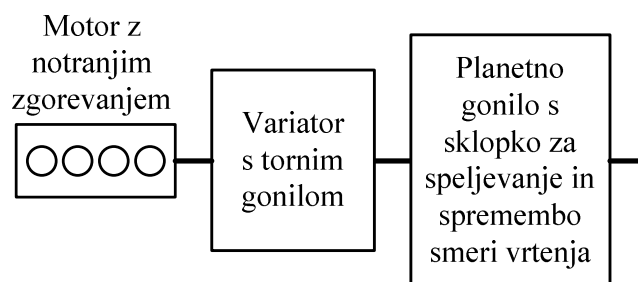 Motor z
notranjim
zgorevanjem
Variator
s tornim
gonilom
Planetno
gonilo s
sklopko za
speljevanje in
spremembo
smeri vrtenja